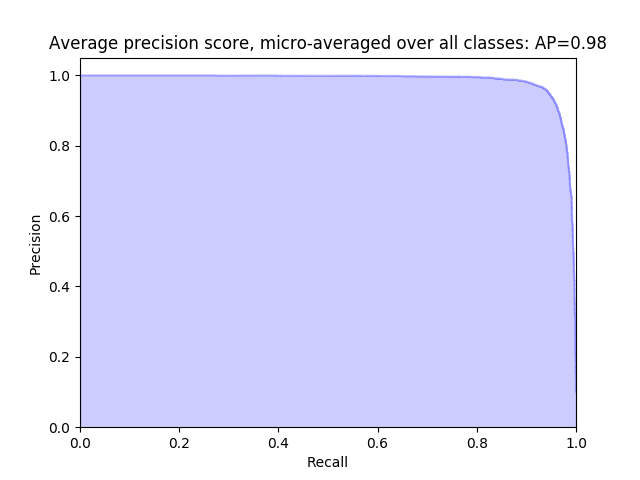 Average precision score, micro-averaged over all classes: AP=0.98
1.0
0.8
0.6
0.4
0.2
0.0
Precision
0.0 0.2 0.4 0.6 0.8 1.0
Recall